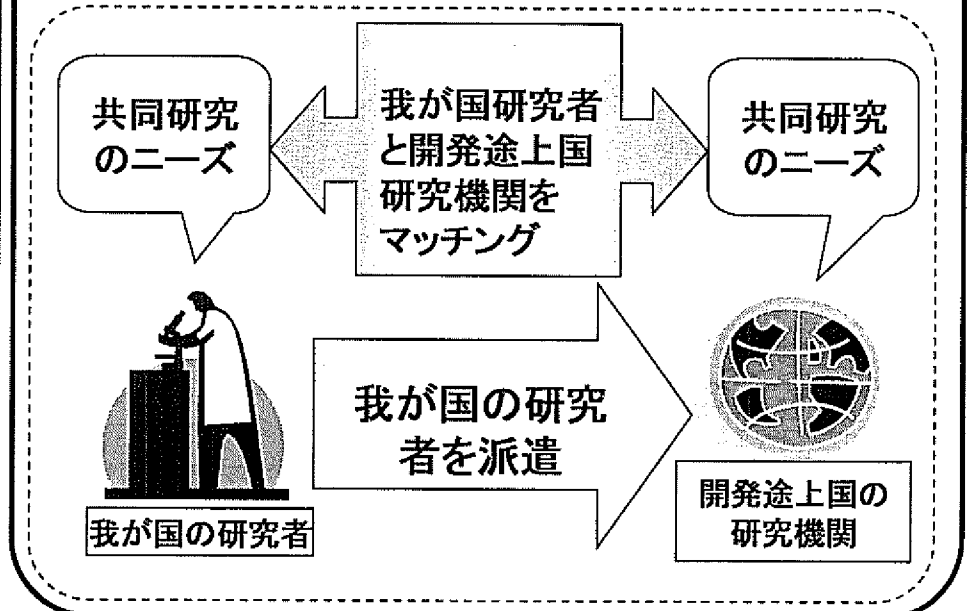 共同研究
のニーズ
我が国研究者
と開発途上国
研究機関を
マッチング
共同研究
のニーズ
我が国の研究
者を派遣
我が国の研究者
開発途上国の
研究機関